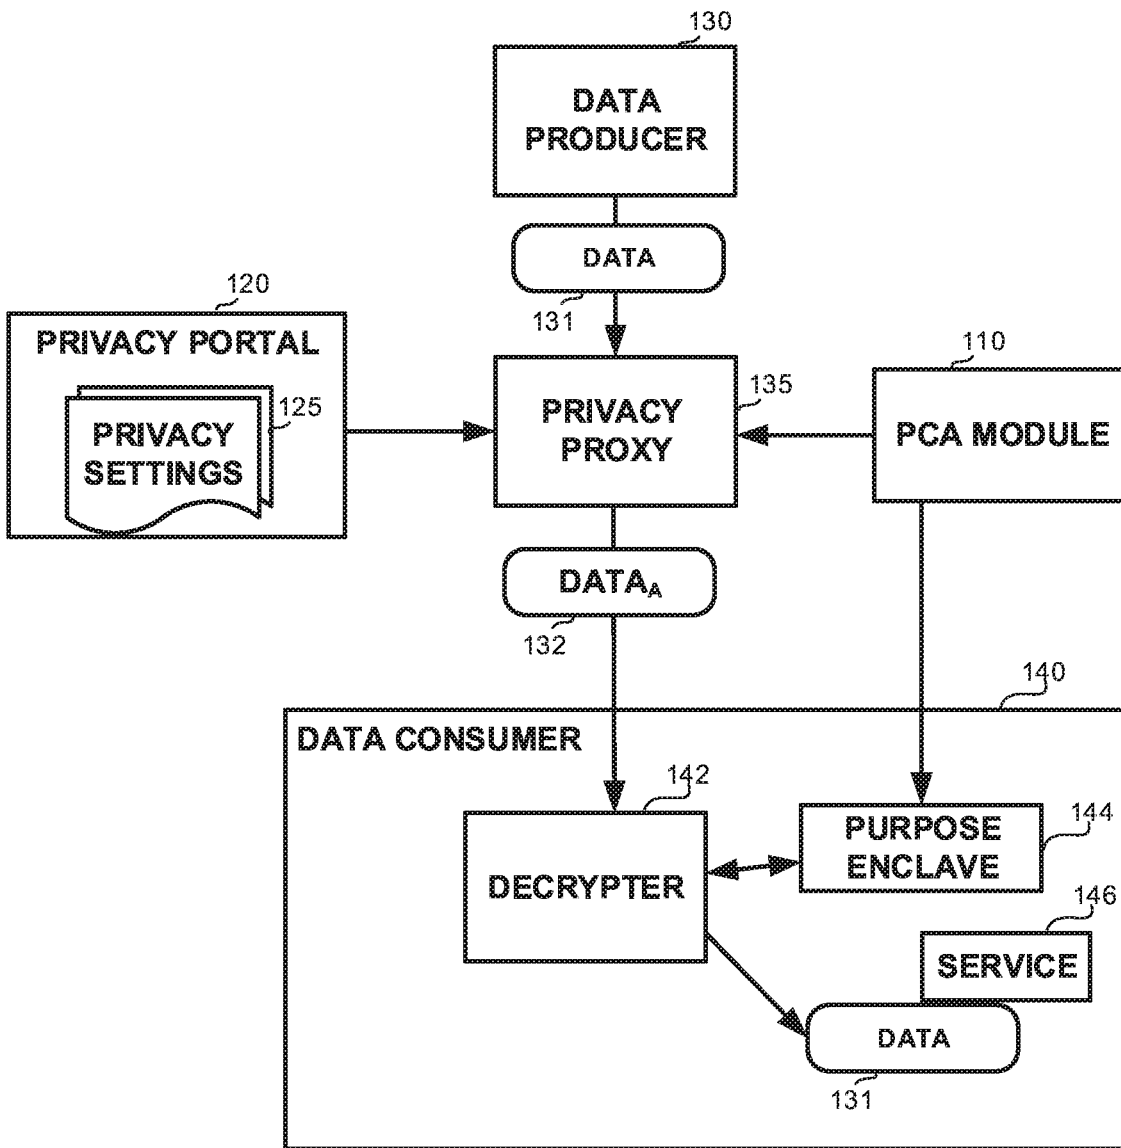 130
DATA
PRODUCER
DATA
131
120
PRIVACY PORTAL
125
PRIVACY
SETTINGS
PRIVACY
PROXY
135
110
PCA MODULE
DATAA
132
140
DATA CONSUMER
142
DECRYPTER
PURPOSE
ENCLAVE
144
146
SERVICE
DATA
131